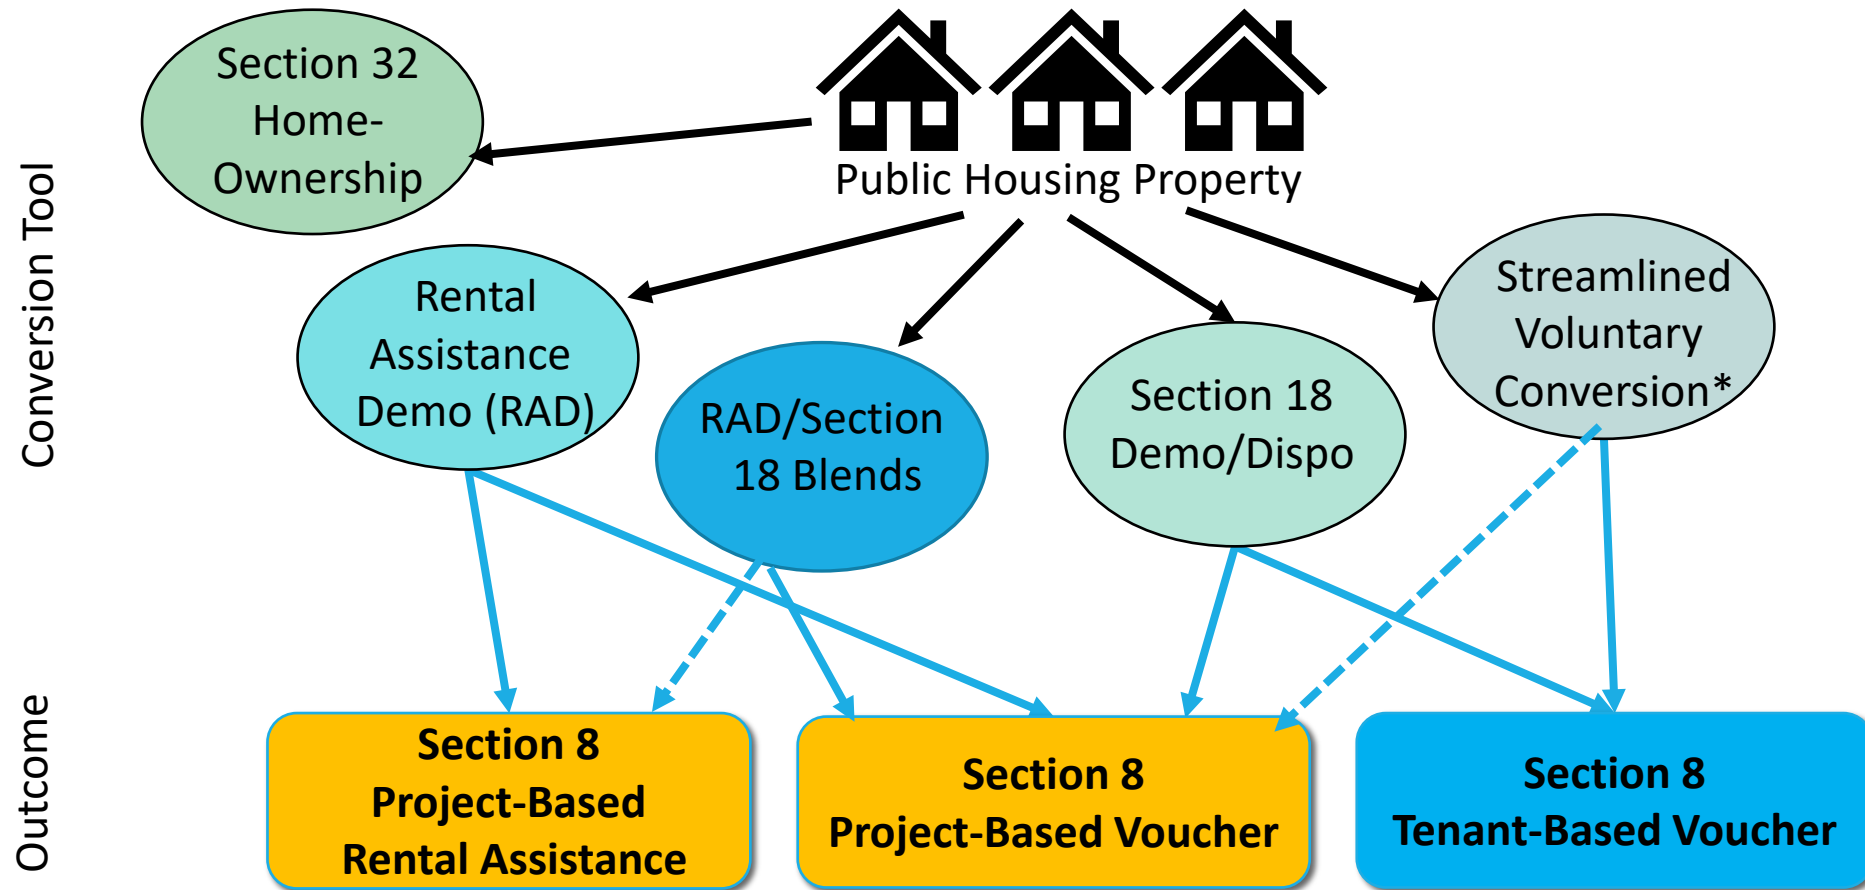 Conversion Tool
Section 32
Home-
Ownership
Public Housing Property
Rental
Assistance
Demo (RAD)
RAD/Section
18 Blends
Section 18
Demo/Dispo
Streamlined
Voluntary
Conversion*
Outcome
Section 8
Project-Based
Rental Assistance
Section 8
Project-Based Voucher
Section 8
Tenant-Based Voucher